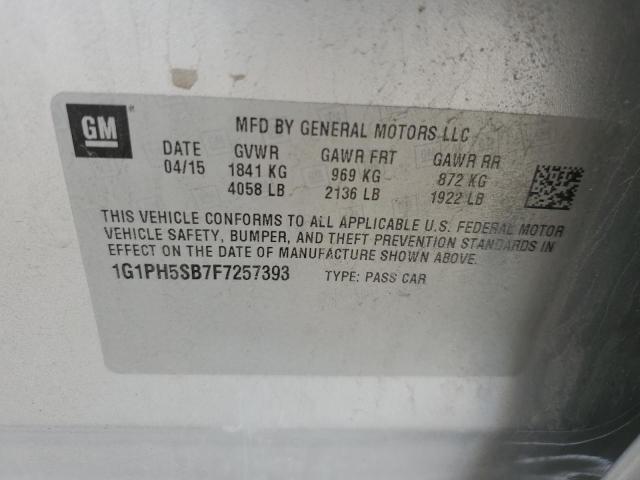 GM
MFD BY GENERAL MOTORS LLC
DATE GVWR GAWR FRT GAWR RR
04/15 1841 KG 969 KG 872 KG
4058 LB 2136 LB 1922 LB
THIS VEHICLE CONFORMS TO ALL APPLICABLE U.S. FEDERAL MOTOR
VEHICLE SAFETY, BUMPER, AND THEFT PREVENTION STANDARDS IN
EFFECT ON THE DATE OF MANUFACTURE SHOWN ABOVE.
1G1PH5SB7F7257393 TYPE: PASS CAR